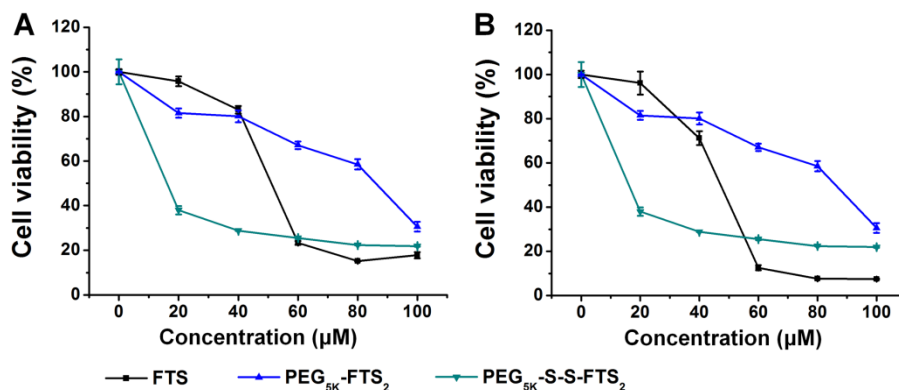 A
B
120
100
80
60
40
20
0
Cell viability (%)
0 20 40 60 80 100
Concentration (µM)
120
100
80
60
40
20
0
Cell viability (%)
0 20 40 60 80 100
Concentration (µM)
FTS
PEG5K-FTS2
PEG5K-S-S-FTS2